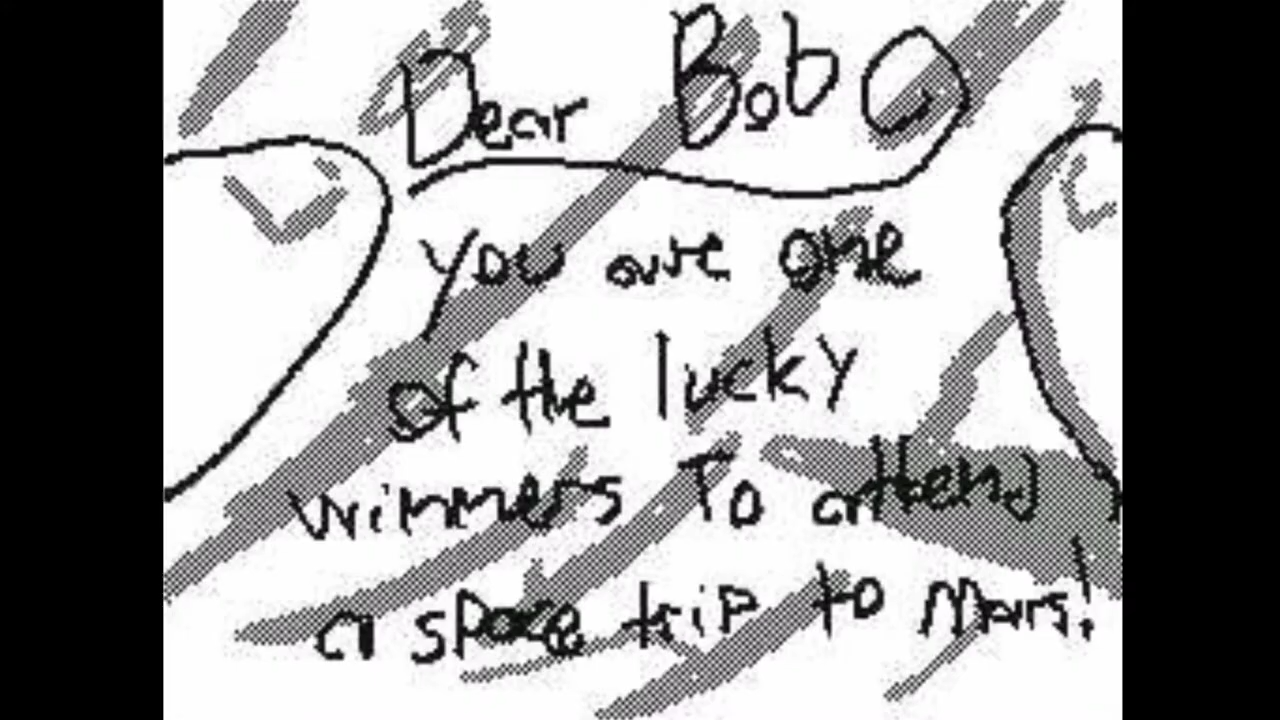 Dear Bob
you are one
of the lucky
winners To attend
a space trip to Mars!